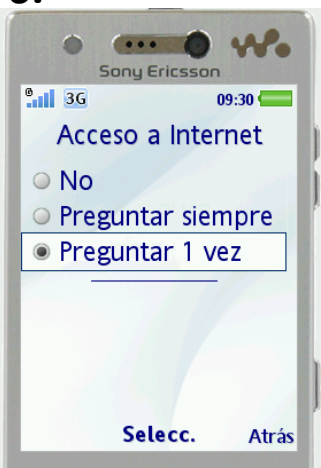 Sony Ericsson
3G
09:30
Acceso a Internet
No
Preguntar siempre
Preguntar 1 vez
Selecc.
Atrás